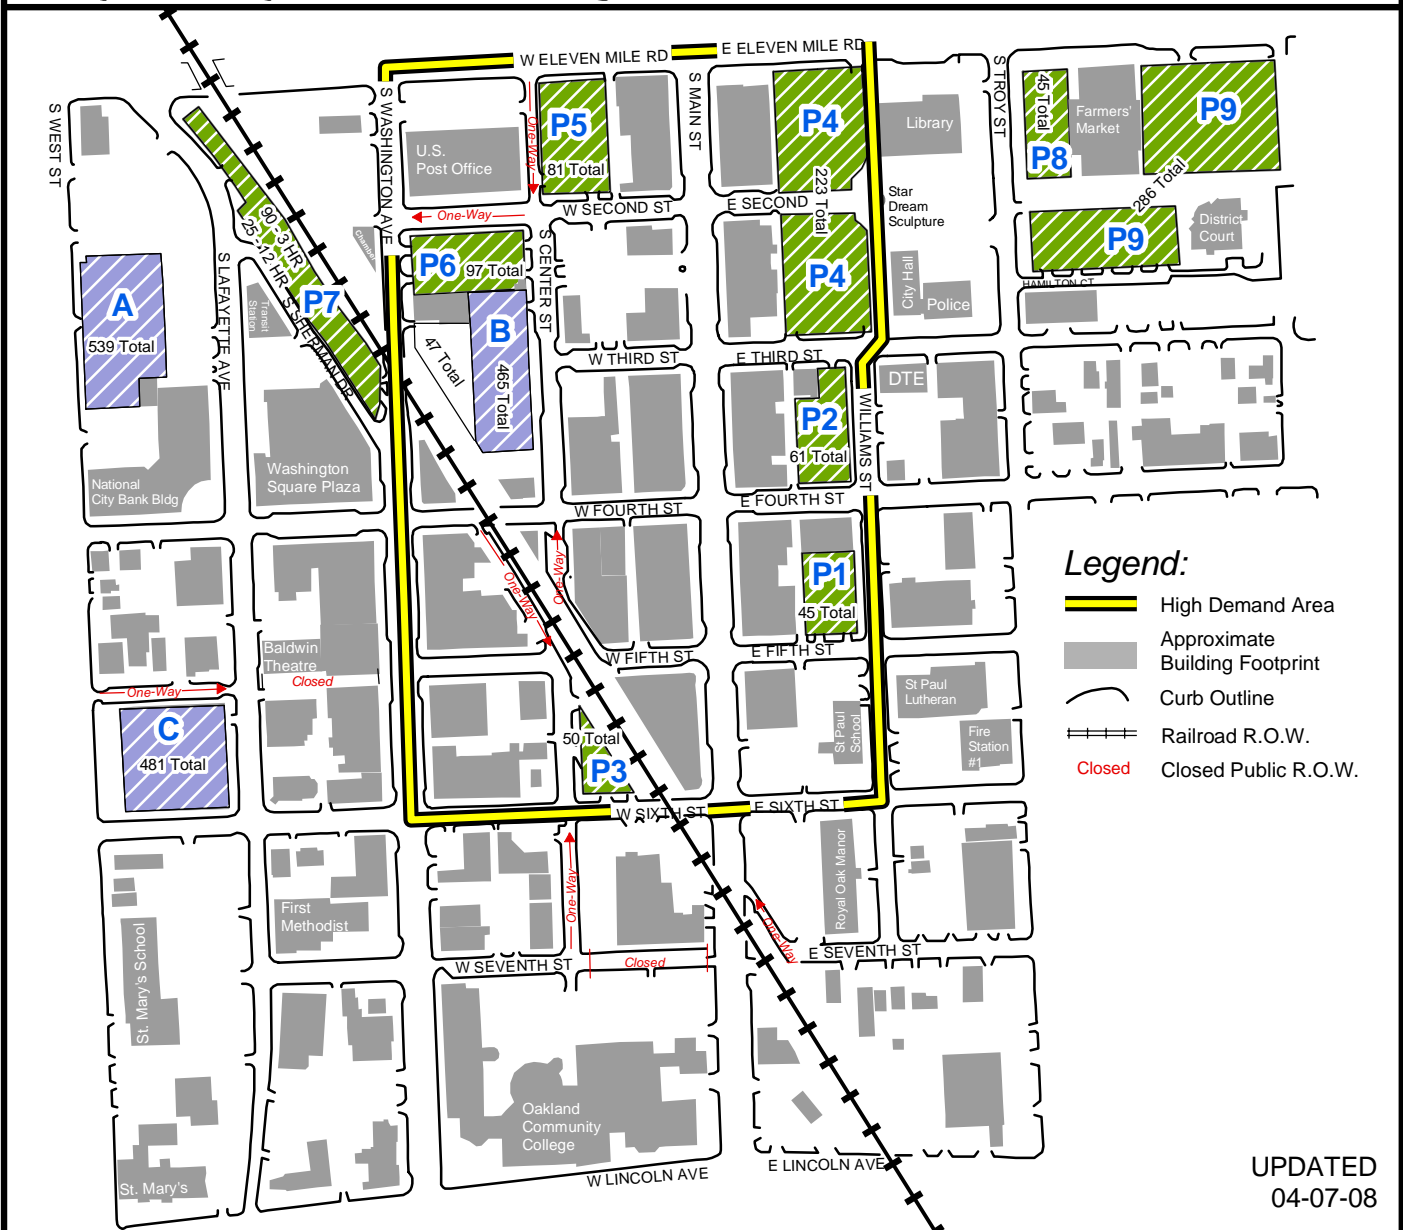 W ELEVEN MILE RD
E ELEVEN MILE RD
S WEST ST
S WASHINGTON AVE
One-Way
P5
81 Total
S MAIN ST
P4
223 Total
Library
S TROY ST
45 Total
P8
Farmers'
Market
P9
286 Total
U.S.
Post Office
W SECOND ST
E SECOND
Star
Dream
Sculpture
One-Way
90 - 3 HR
25 - 12 HR
Chamber
P6
97 Total
S CENTER ST
P4
City Hall
Police
P9
District
Court
HAMILTON CT
A
539 Total
S LAFAYETTE AVE
Transit
Station
S SHERMAN DR
P7
47 Total
B
465 Total
W THIRD ST
E THIRD ST
DTE
P2
61 Total
WILLIAMS ST
National
City Bank Bldg
Washington
Square Plaza
W FOURTH ST
E FOURTH ST
One-Way
One-Way
P1
45 Total
Legend:
High Demand Area
Approximate
Building Footprint
Curb Outline
Railroad R.O.W.
Closed
Closed Public R.O.W.
Baldwin
Theatre
Closed
W FIFTH ST
E FIFTH ST
One-Way
C
481 Total
50 Total
P3
St Paul
School
St Paul
Lutheran
Fire
Station
#1
W SIXTH ST
E SIXTH ST
First
Methodist
One-Way
Royal Oak Manor
One-Way
St. Mary's School
W SEVENTH ST
Closed
E SEVENTH ST
Oakland
Community
College
St. Mary's
W LINCOLN AVE
E LINCOLN AVE
UPDATED
04-07-08